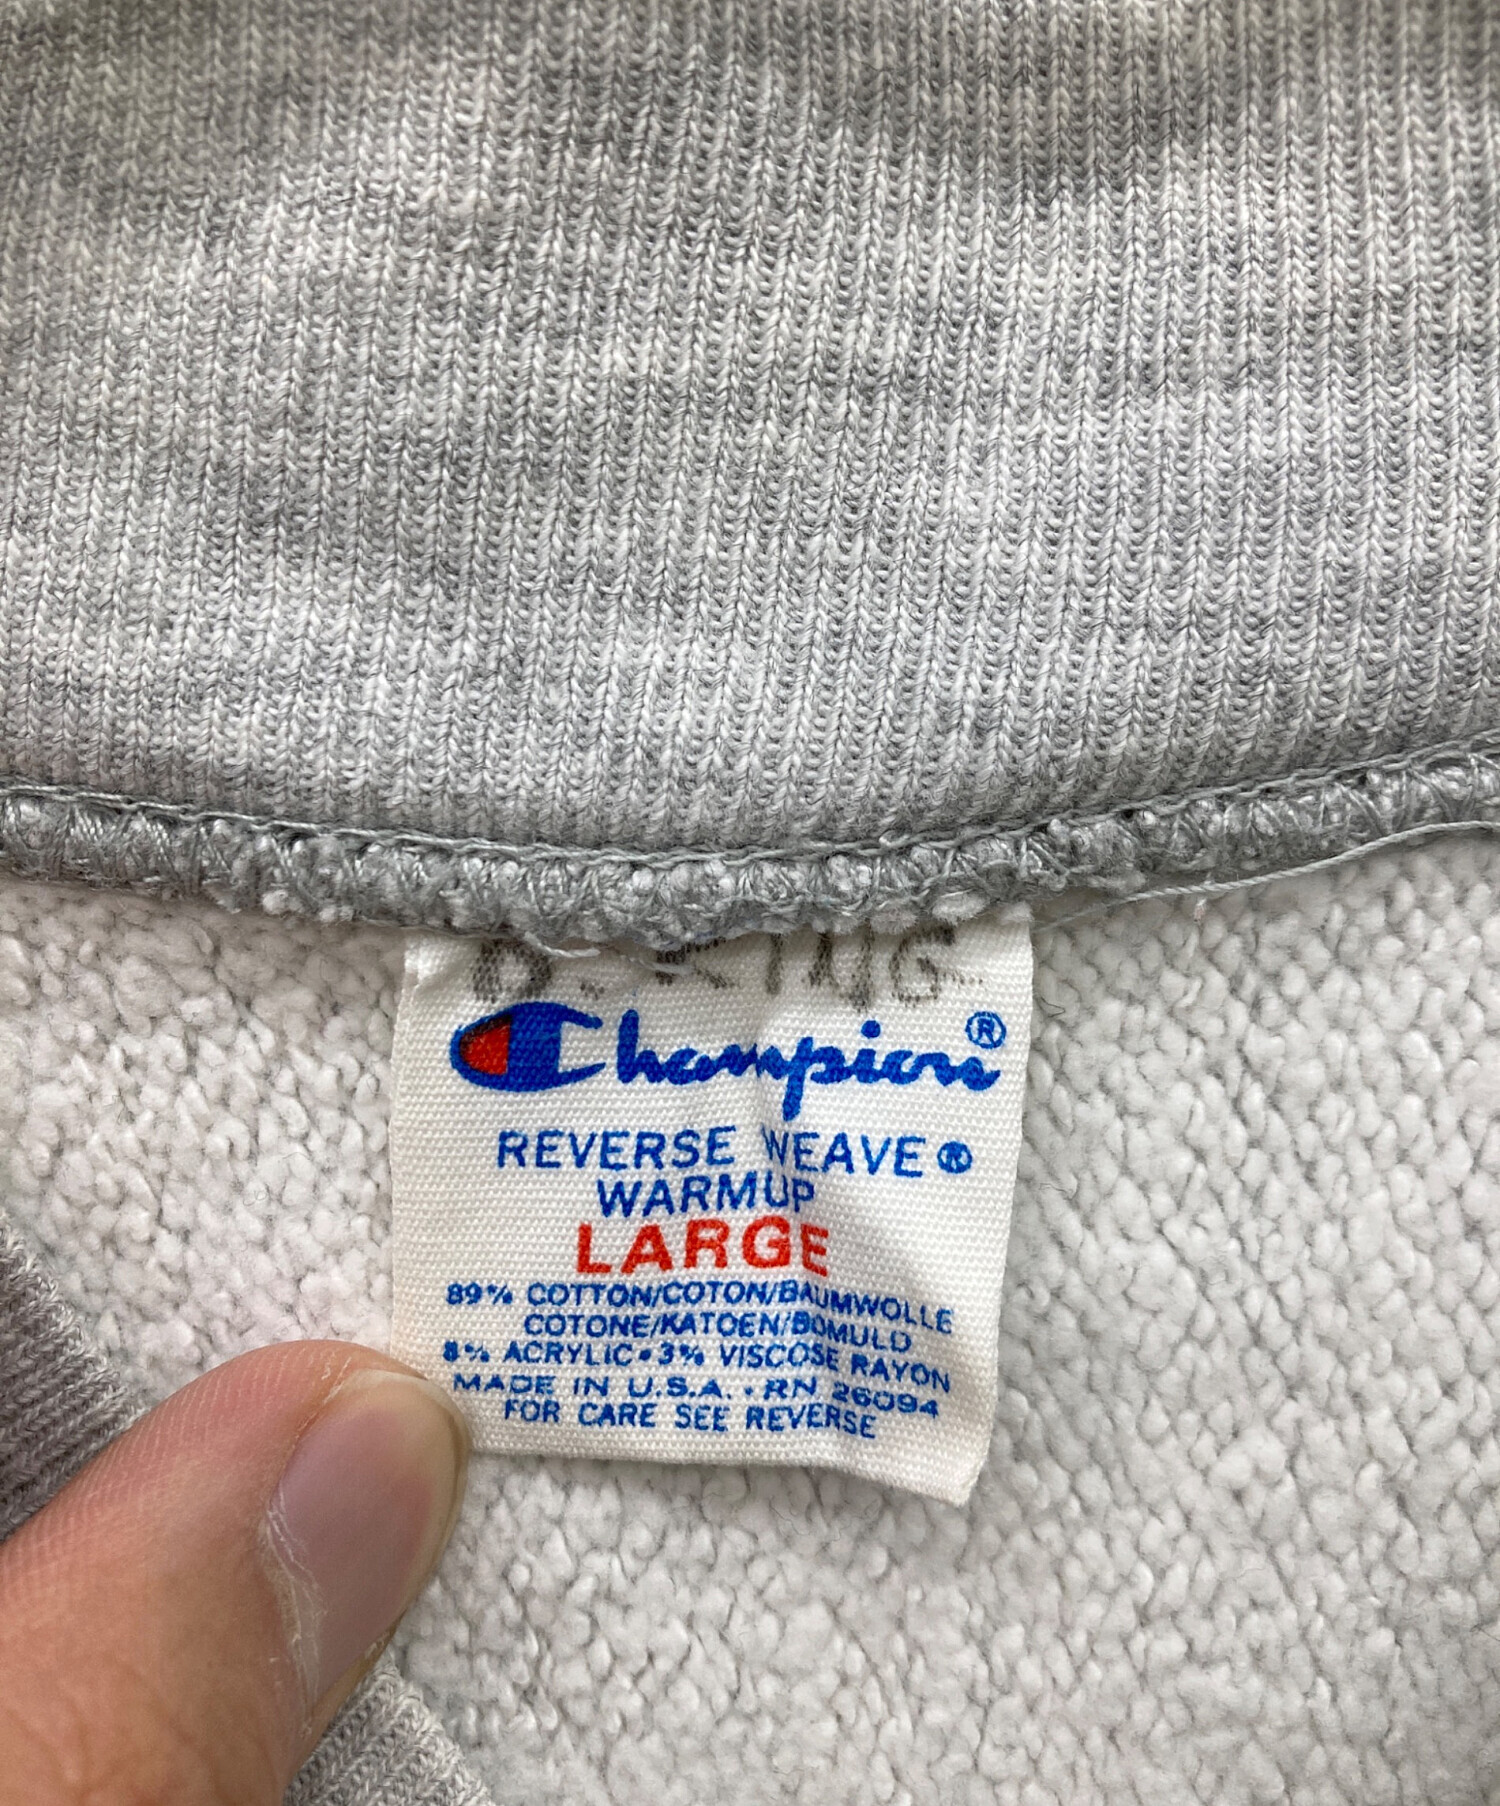 D. KING
Champion®
REVERSE WEAVE®
WARMUP
LARGE
89% COTTON/COTON/BAUMWOLLE
COTONE/KATOEN/BOMULD
8% ACRYLIC • 3% VISCOSE RAYON
MADE IN U.S.A. • RN 26094
FOR CARE SEE REVERSE